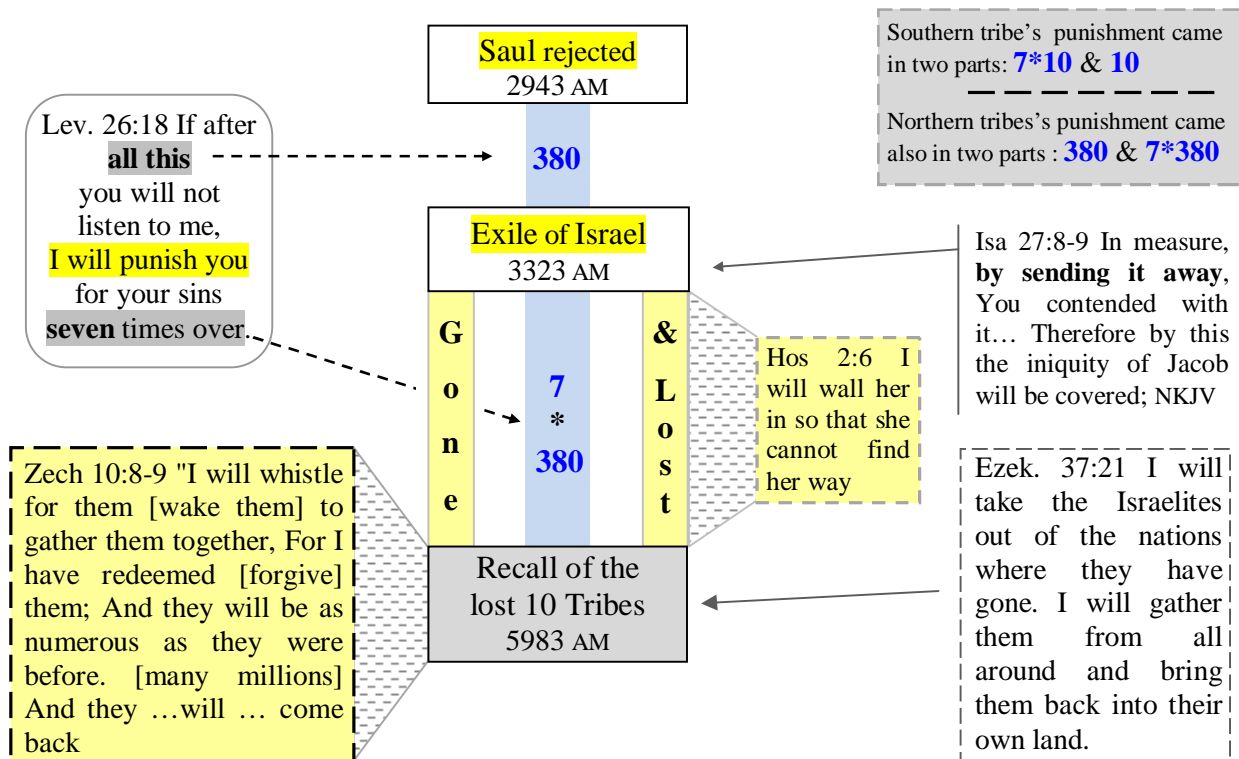 Saul rejected
2943 AM
Southern tribe's punishment came
in two parts: 7*10 & 10
Northern tribes's punishment came
also in two parts : 380 & 7*380
Lev. 26:18 If after
all this
you will not
listen to me,
I will punish you
for your sins
seven times over.
380
Exile of Israel
3323 AM
Isa 27:8-9 In measure,
by sending it away,
You contended with
it… Therefore by this
the iniquity of Jacob
will be covered; NKJV
G
o
n
e
7
*
380
&
L
o
s
t
Hos 2:6 I
will wall her
in so that she
cannot find
her way
Zech 10:8-9 "I will whistle
for them [wake them] to
gather them together, For I
have redeemed [forgive]
them; And they will be as
numerous as they were
before. [many millions]
And they …will … come
back
Recall of the
lost 10 Tribes
5983 AM
Ezek. 37:21 I will
take the Israelites
out of the nations
where they have
gone. I will gather
them from all
around and bring
them back into their
own land.